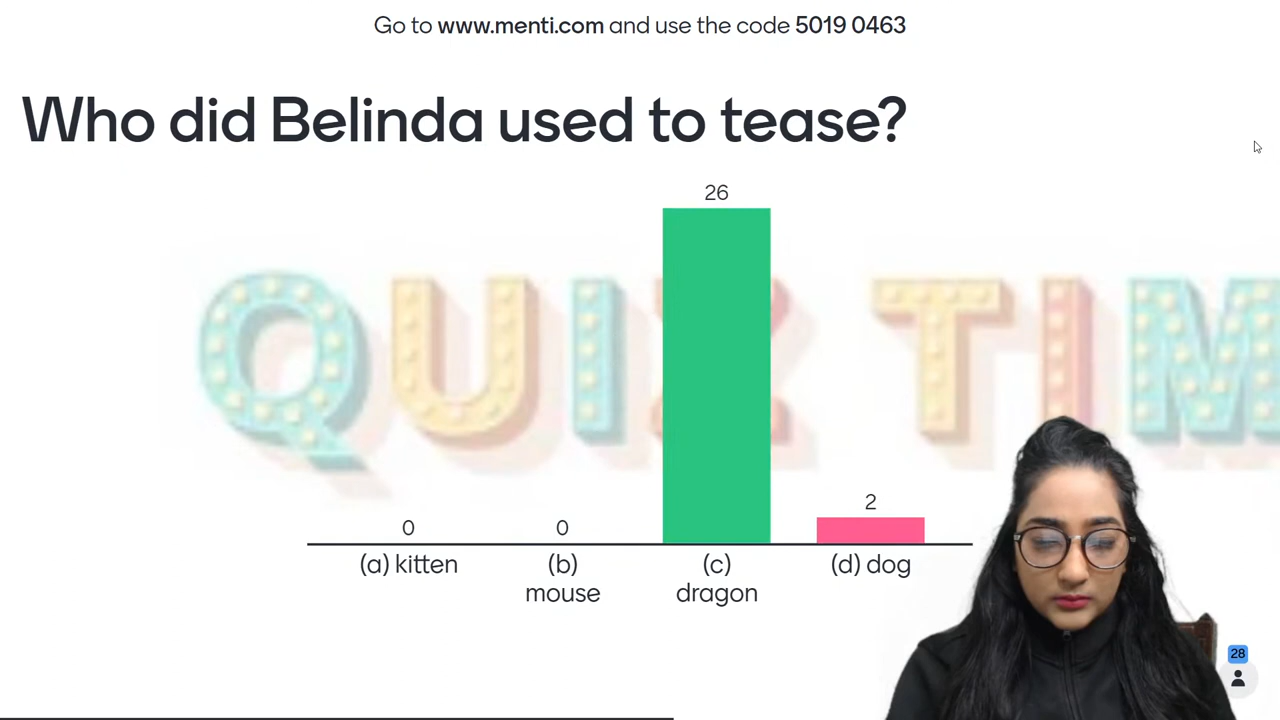 Go to www.menti.com and use the code 5019 0463
Who did Belinda used to tease?
26
QUIZ TIM
2
0
0
(a) kitten
(b)
mouse
(c)
dragon
(d) dog
28